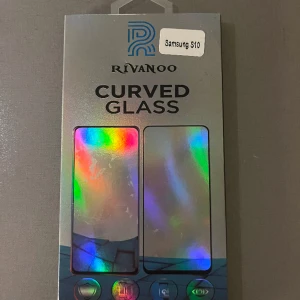 Samsung S10
RIVANOO
CURVED
GLASS